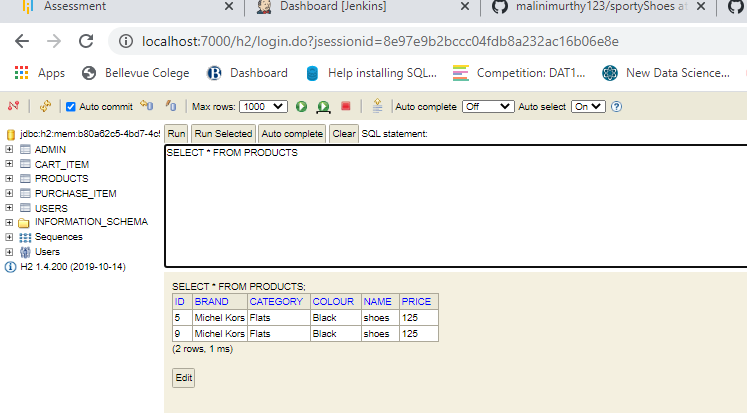 Assessment
Dashboard [Jenkins]
malinimurthy123/sportyShoes at
localhost:7000/h2/login.do?jsessionid=8e97e9b2bccc04fdb8a232ac16b06e8e
Apps
Bellevue Colege
Dashboard
Help installing SQL...
Competition: DAT1...
New Data Science...
Auto commit
Max rows: 1000
Auto complete Off
Auto select On
jdbc:h2:mem:b80a62c5-4bd7-4c5
Run Run Selected Auto complete Clear SQL statement:
ADMIN
CART_ITEM
PRODUCTS
PURCHASE_ITEM
USERS
INFORMATION_SCHEMA
Sequences
Users
H2 1.4.200 (2019-10-14)
SELECT * FROM PRODUCTS
SELECT * FROM PRODUCTS;
ID BRAND CATEGORY COLOUR NAME PRICE
5 Michel Kors Flats Black shoes 125
9 Michel Kors Flats Black shoes 125
(2 rows, 1 ms)
Edit